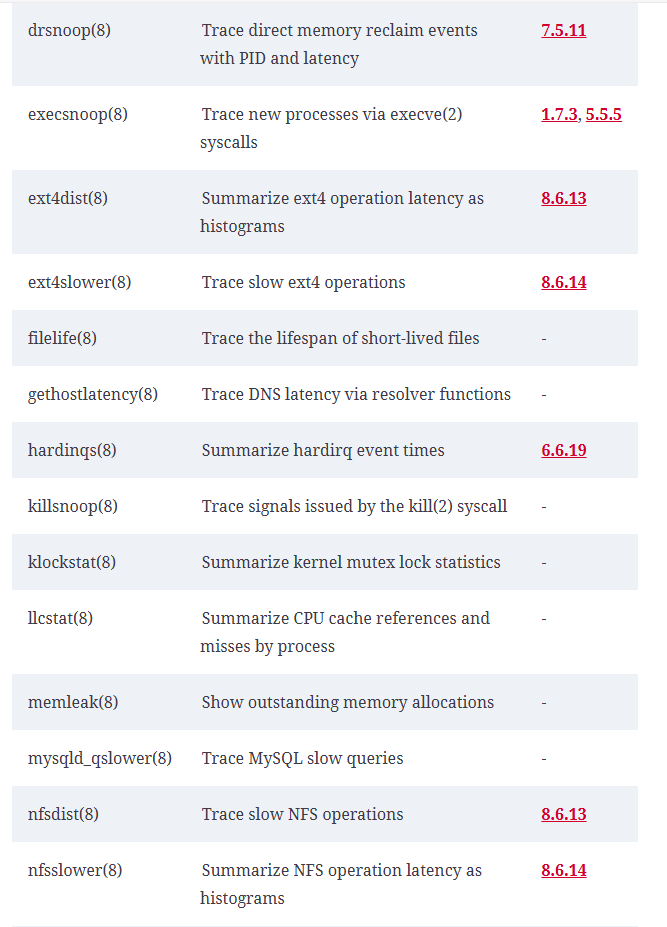 drsnoop(8) Trace direct memory reclaim events 7.5.11
with PID and latency
execsnoop(8) Trace new processes via execve(2) 1.7.3, 5.5.5
syscalls
ext4dist(8) Summarize ext4 operation latency as 8.6.13
histograms
ext4slower(8) Trace slow ext4 operations 8.6.14
filelife(8) Trace the lifespan of short-lived files -
gethostlatency(8) Trace DNS latency via resolver functions -
hardinqs(8) Summarize hardirq event times 6.6.19
killsnoop(8) Trace signals issued by the kill(2) syscall -
klockstat(8) Summarize kernel mutex lock statistics -
llcstat(8) Summarize CPU cache references and -
misses by process
memleak(8) Show outstanding memory allocations -
mysqld_qslower(8) Trace MySQL slow queries -
nfsdist(8) Trace slow NFS operations 8.6.13
nfsslower(8) Summarize NFS operation latency as 8.6.14
histograms